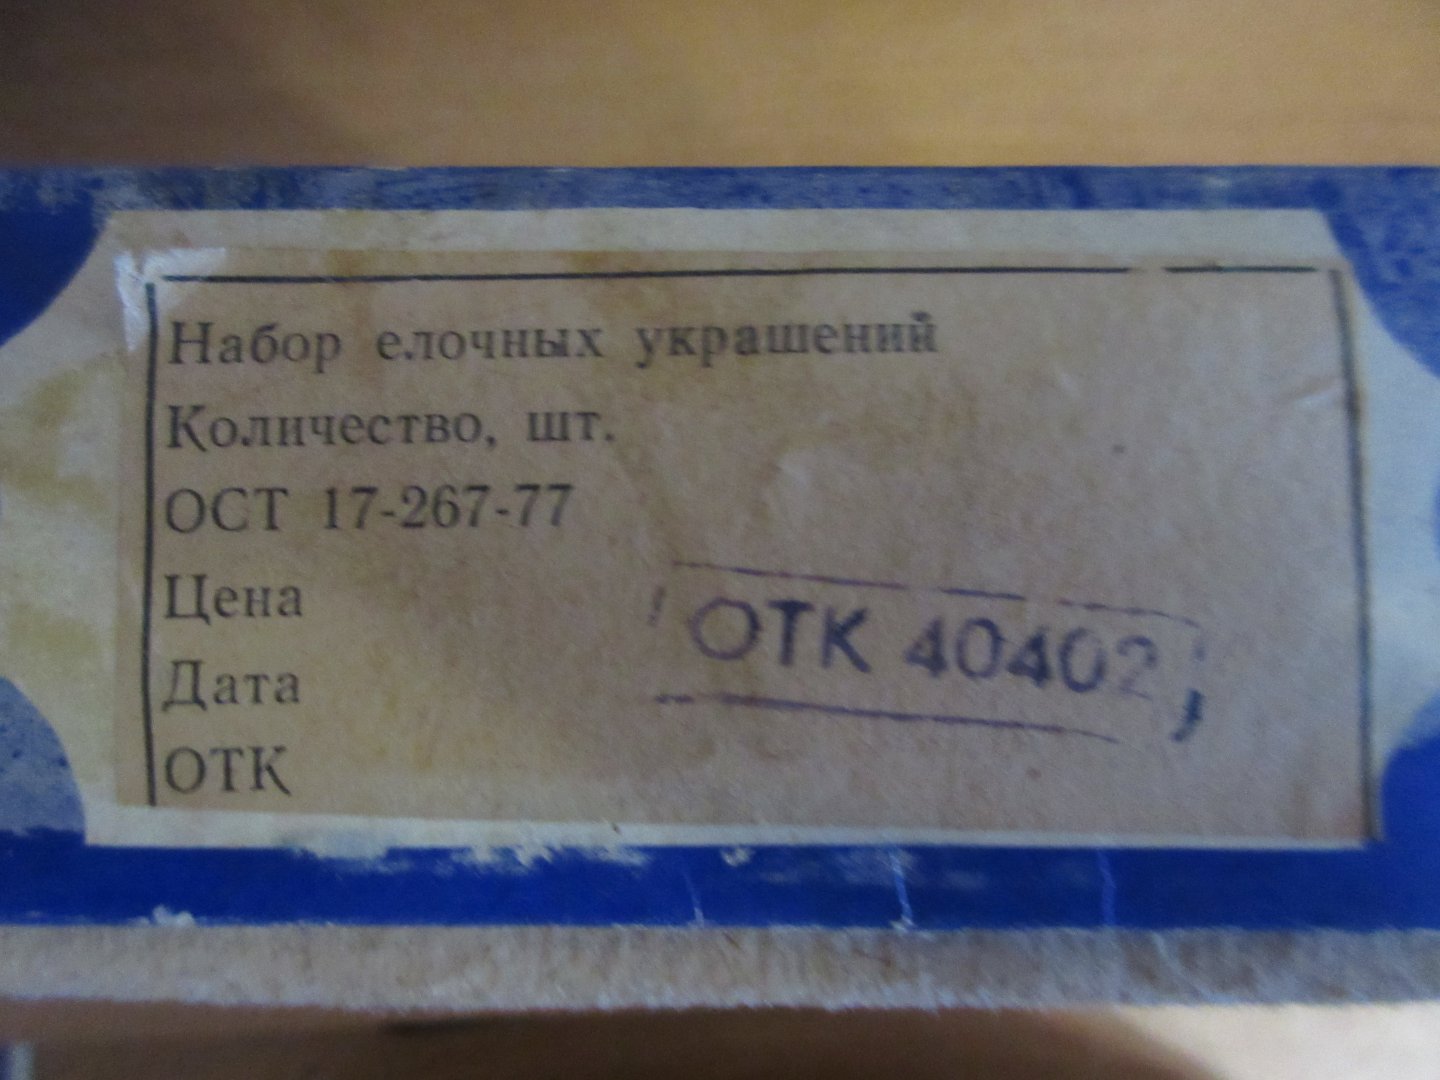 Набор елочных украшений
Количество, шт.
ОСТ 17-267-77
Цена
ОТК 40402
Дата
ОТК